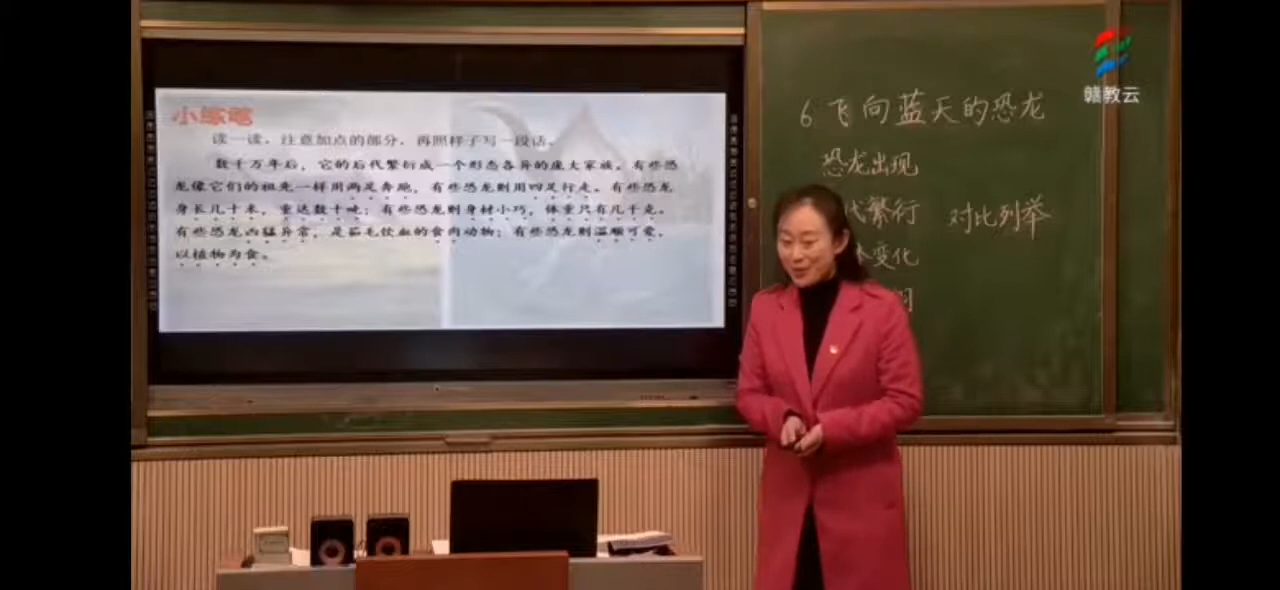 小练笔
读一读，注意加点的部分，再照样子写一段话。
数千万年后，它的后代繁衍成一个形态各异的庞大家族。有些恐
龙像它们的祖先一样用两足奔跑，有些恐龙则用四足行走。有些恐龙
身长几十米，重达数十吨；有些恐龙则身材小巧，体重只有几千克。
有些恐龙凶猛异常，是茹毛饮血的食肉动物；有些恐龙则温顺可爱，
以植物为食。
6 飞向蓝天的恐龙
恐龙出现
代繁衍 对比列举
变化
赣教云